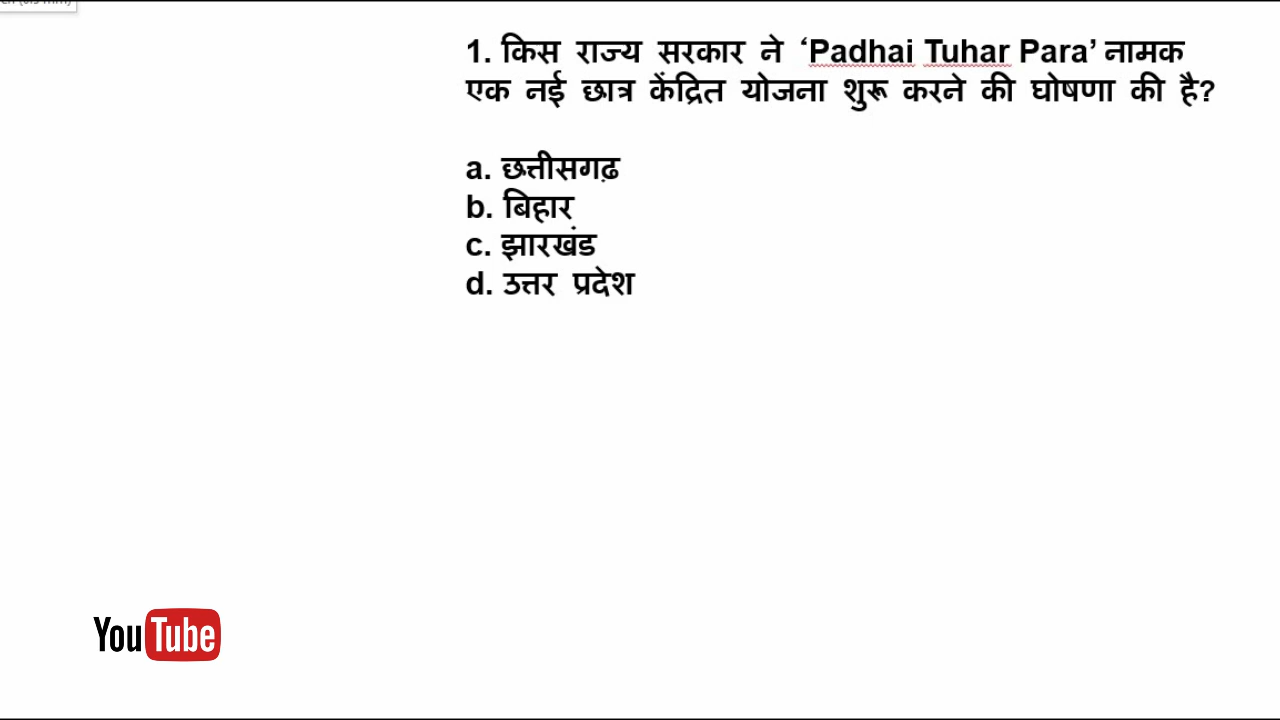 1. किस राज्य सरकार ने ‘Padhai Tuhar Para’ नामक
एक नई छात्र केंद्रित योजना शुरू करने की घोषणा की है?
a. छत्तीसगढ़
b. बिहार
c. झारखंड
d. उत्तर प्रदेश
YouTube